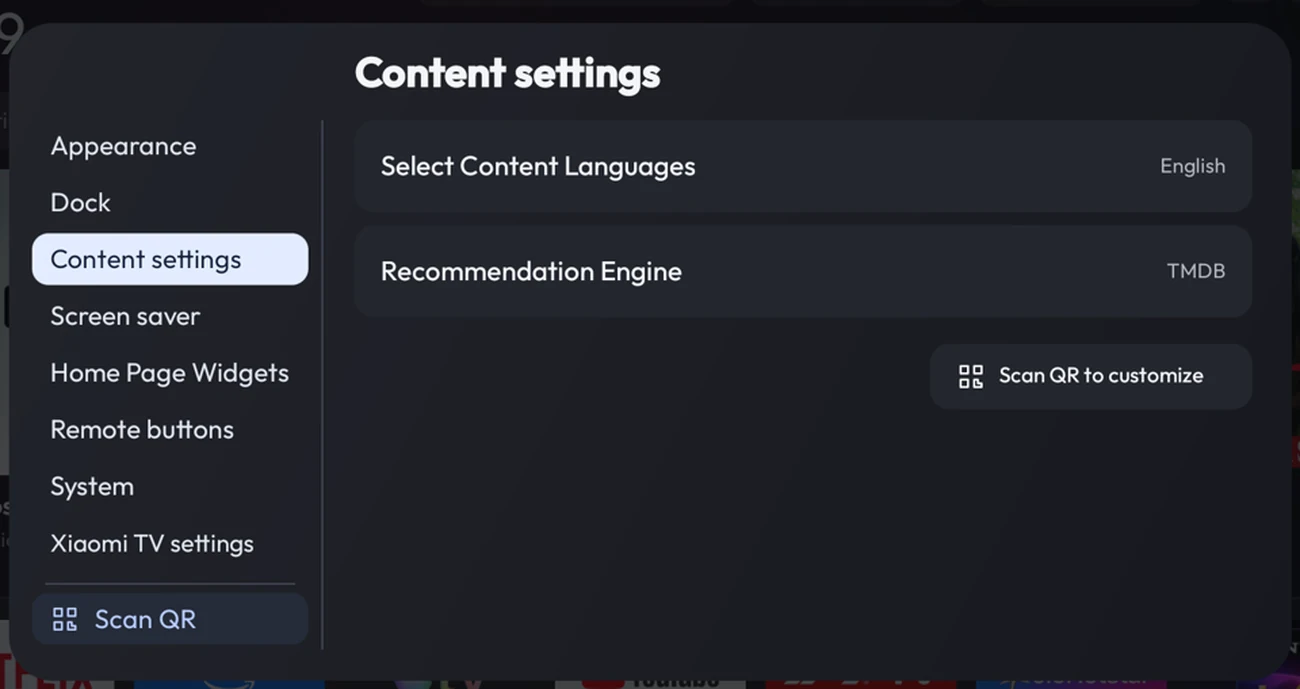 9
Content settings
Appearance
Dock
Content settings
Screen saver
Home Page Widgets
Remote buttons
System
Xiaomi TV settings
Scan QR
Select Content Languages
English
Recommendation Engine
TMDB
Scan QR to customize